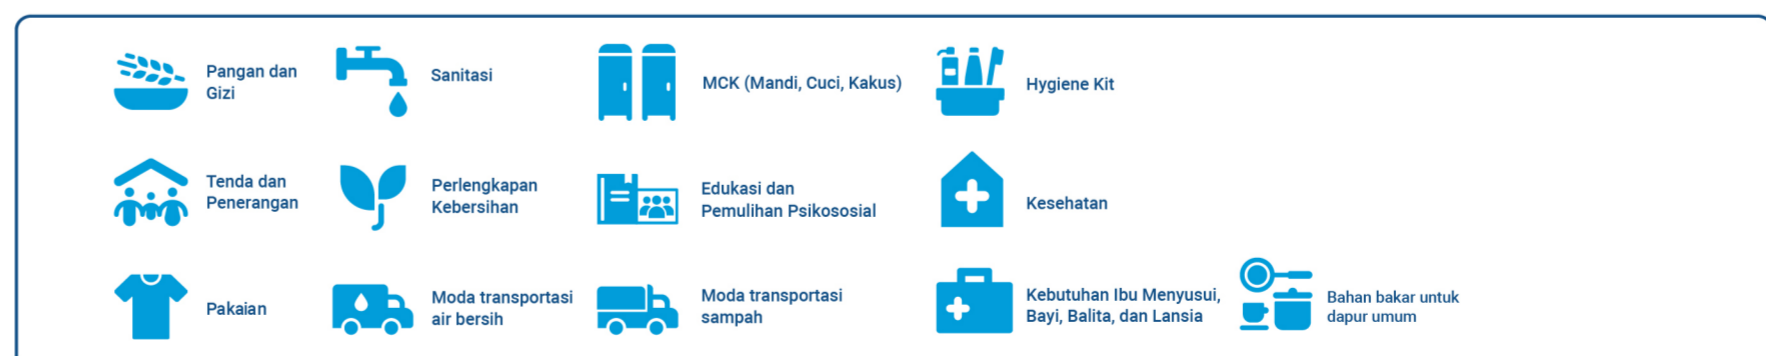 Pangan dan
Gizi
Sanitasi
MCK (Mandi, Cuci, Kakus)
Hygiene Kit
Tenda dan
Penerangan
Perlengkapan
Kebersihan
Edukasi dan
Pemulihan Psikososial
Kesehatan
Pakaian
Moda transportasi
air bersih
Moda transportasi
sampah
Kebutuhan Ibu Menyusui,
Bayi, Balita, dan Lansia
Bahan bakar untuk
dapur umum